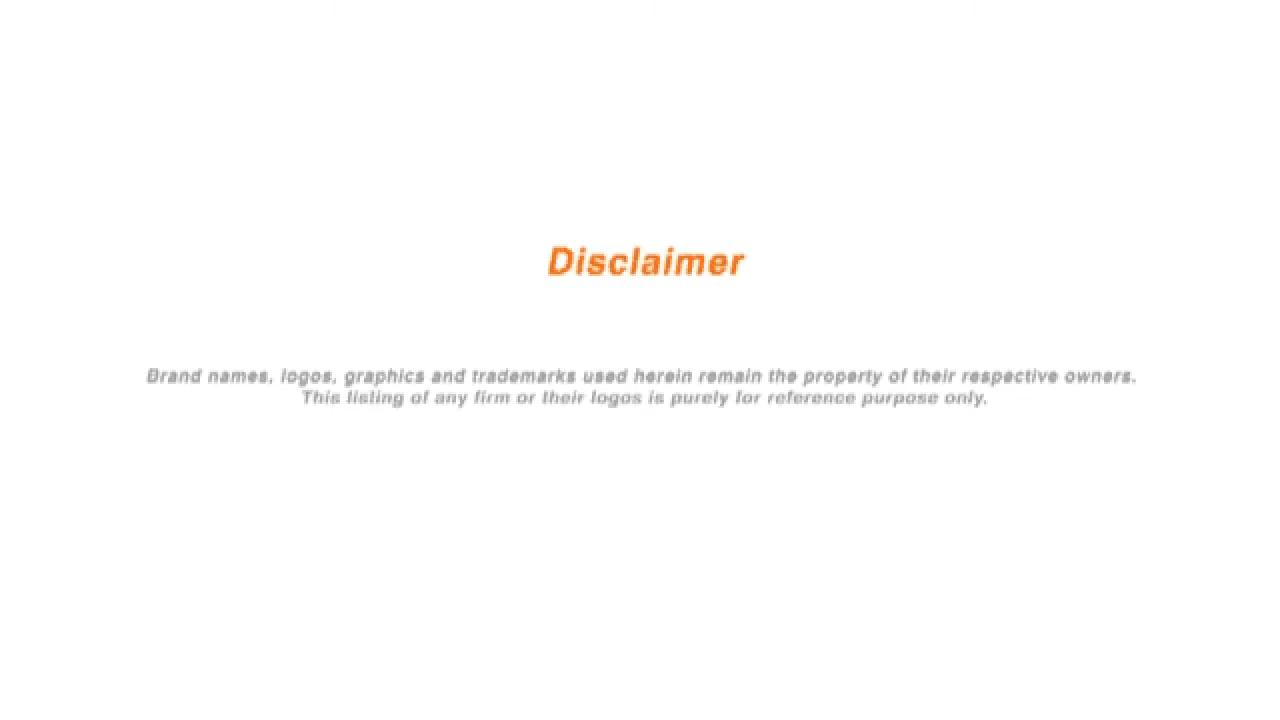 Disclaimer
Brand names, logos, graphics and trademarks used herein remain the property of their respective owners.
This listing of any firm or their logos is purely for reference purpose only.